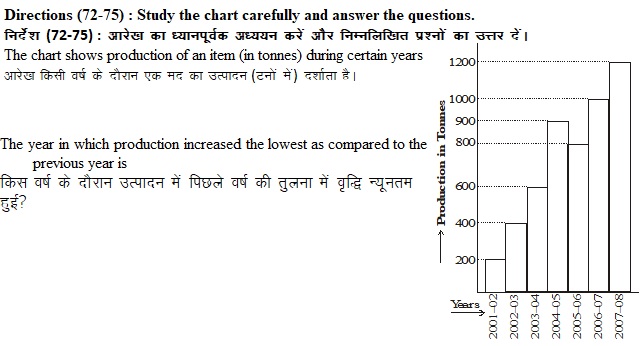 Directions (72-75) : Study the chart carefully and answer the questions.
निर्देश (72-75) : आरेख का ध्यानपूर्वक अध्ययन करें और निम्नलिखित प्रश्नों का उत्तर दें।
The chart shows production of an item (in tonnes) during certain years
आरेख किसी वर्ष के दौरान एक मद का उत्पादन (टनों में) दर्शाता है।
The year in which production increased the lowest as compared to the
previous year is
किस वर्ष के दौरान उत्पादन में पिछले वर्ष की तुलना में वृद्धि न्यूनतम
हुई?
Production in Tonnes
1200
1000
900
800
600
400
200
Years
2001-02
2002-03
2003-04
2004-05
2005-06
2006-07
2007-08